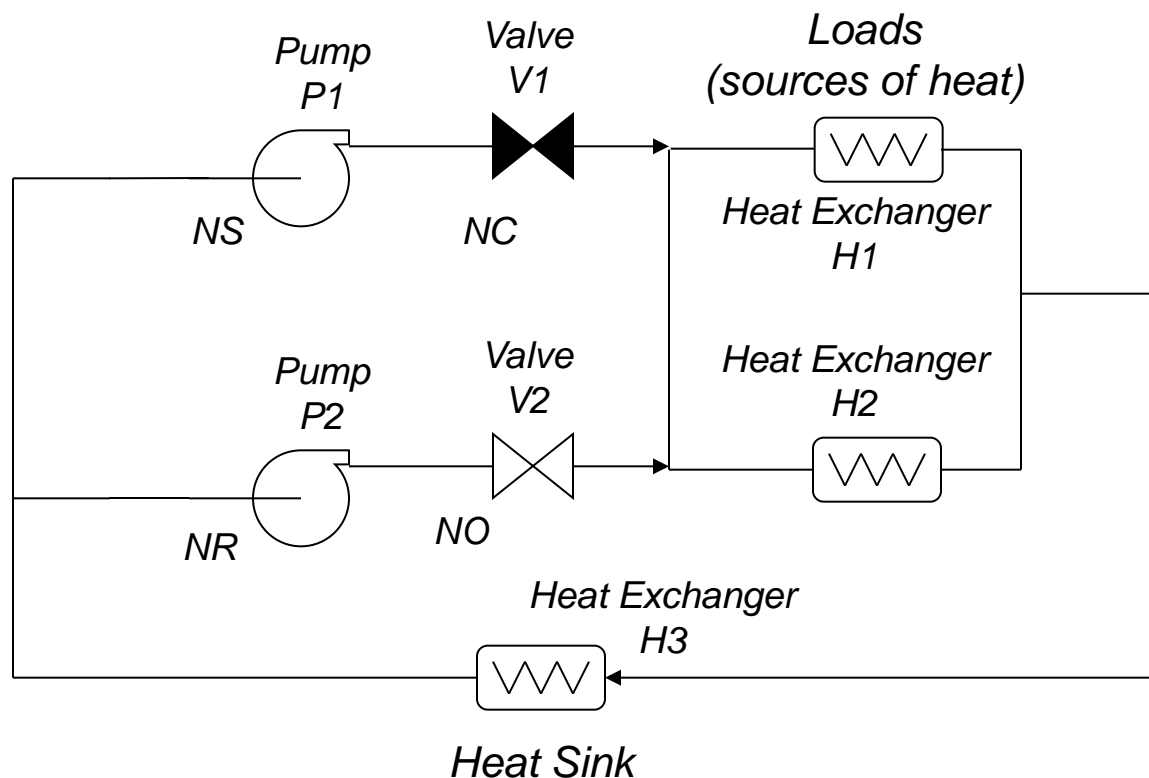 Pump
P1
Valve
V1
Loads
(sources of heat)
NS
NC
Heat Exchanger
H1
Pump
P2
Valve
V2
Heat Exchanger
H2
NR
NO
Heat Exchanger
H3
Heat Sink